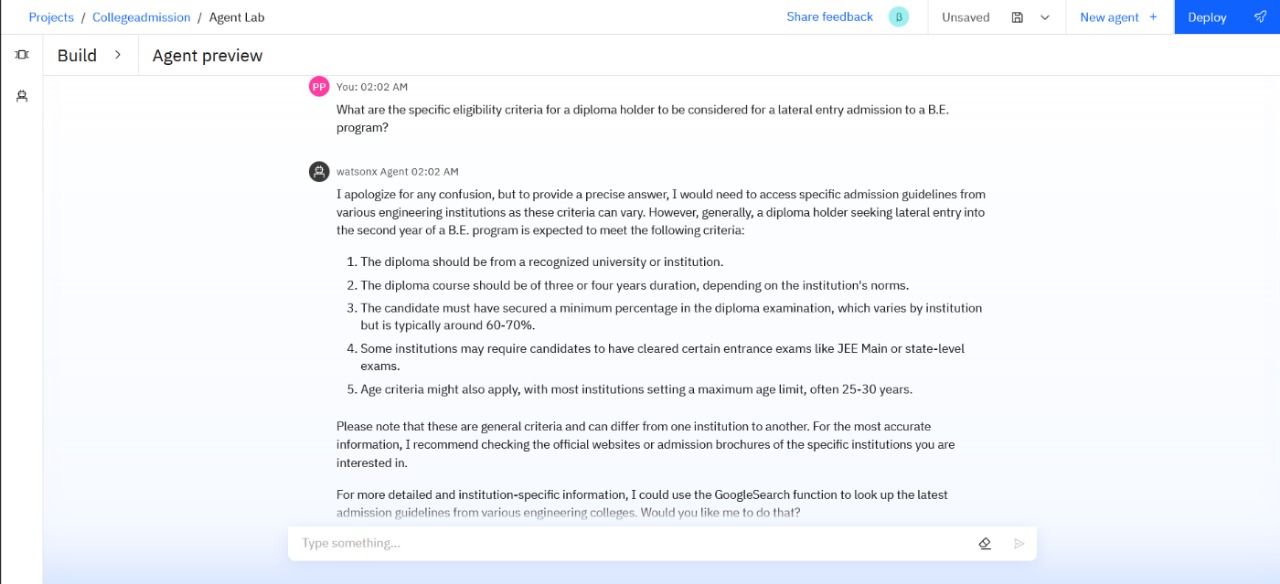 Projects / Collegeadmission / Agent Lab
Share feedback β Unsaved New agent + Deploy
Build > Agent preview
PP You: 02:02 AM
What are the specific eligibility criteria for a diploma holder to be considered for a lateral entry admission to a B.E.
program?
watsonx Agent 02:02 AM
I apologize for any confusion, but to provide a precise answer, I would need to access specific admission guidelines from
various engineering institutions as these criteria can vary. However, generally, a diploma holder seeking lateral entry into
the second year of a B.E. program is expected to meet the following criteria:
1. The diploma should be from a recognized university or institution.
2. The diploma course should be of three or four years duration, depending on the institution's norms.
3. The candidate must have secured a minimum percentage in the diploma examination, which varies by institution
but is typically around 60-70%.
4. Some institutions may require candidates to have cleared certain entrance exams like JEE Main or state-level
exams.
5. Age criteria might also apply, with most institutions setting a maximum age limit, often 25-30 years.
Please note that these are general criteria and can differ from one institution to another. For the most accurate
information, I recommend checking the official websites or admission brochures of the specific institutions you are
interested in.
For more detailed and institution-specific information, I could use the GoogleSearch function to look up the latest
admission guidelines from various engineering colleges. Would you like me to do that?
Type something...